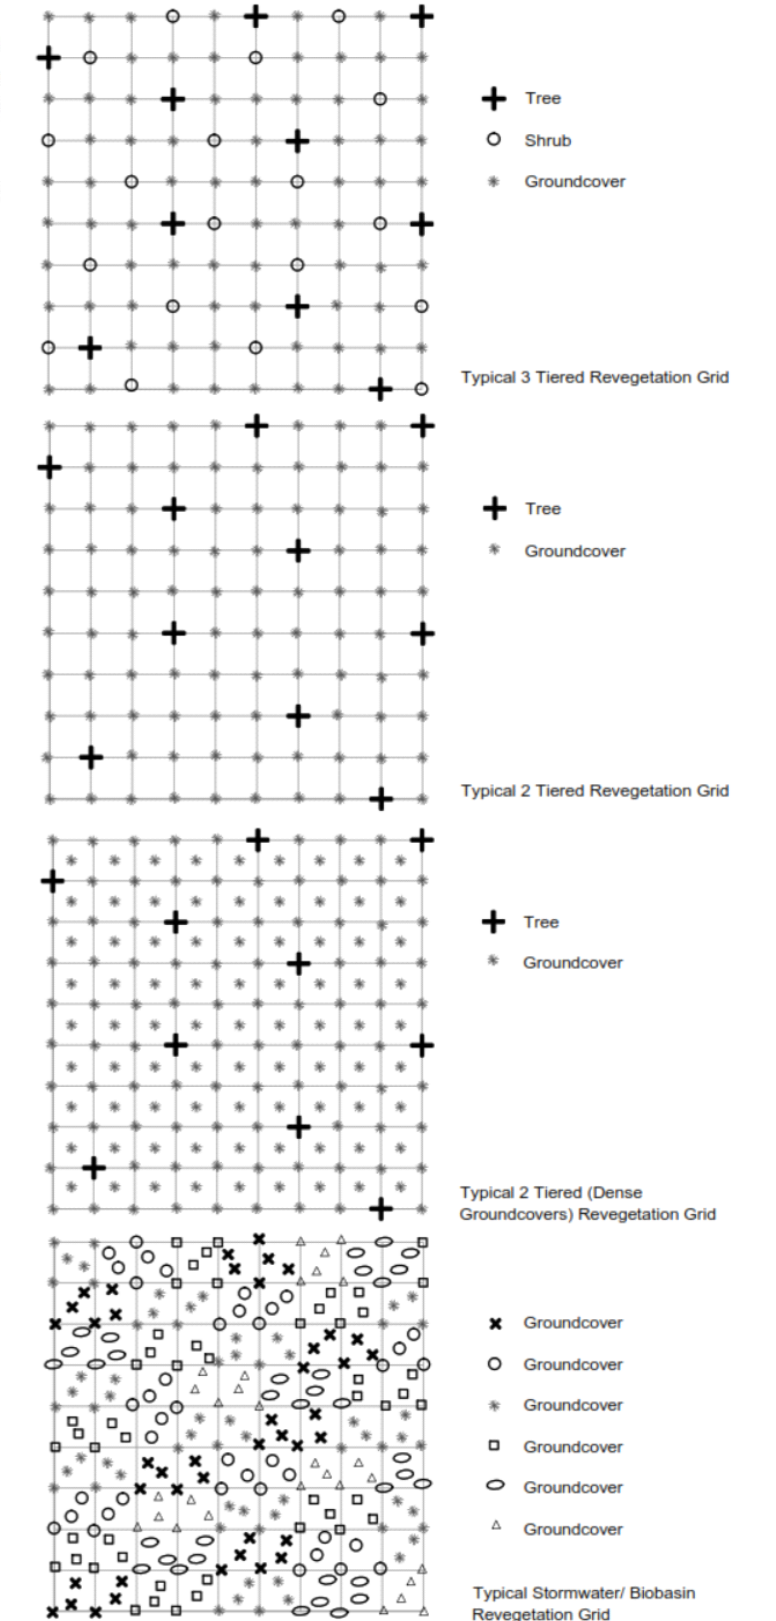 Tree
Shrub
Groundcover
Typical 3 Tiered Revegetation Grid
Tree
Groundcover
Typical 2 Tiered Revegetation Grid
Tree
Groundcover
Typical 2 Tiered (Dense
Groundcovers) Revegetation Grid
Groundcover
Groundcover
Groundcover
Groundcover
Groundcover
Groundcover
Typical Stormwater/ Biobasin
Revegetation Grid